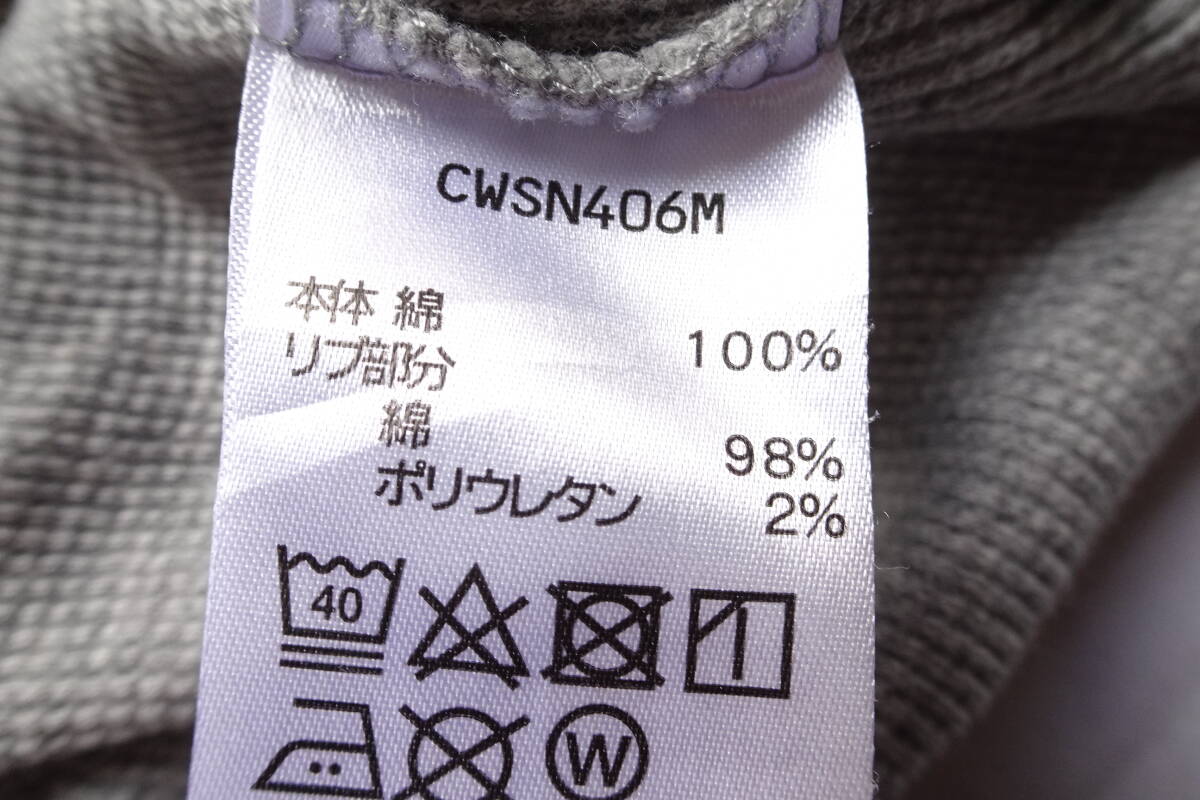 CWSN406M
本体 綿 100%
リブ部分
綿 98%
ポリウレタン 2%
40
W